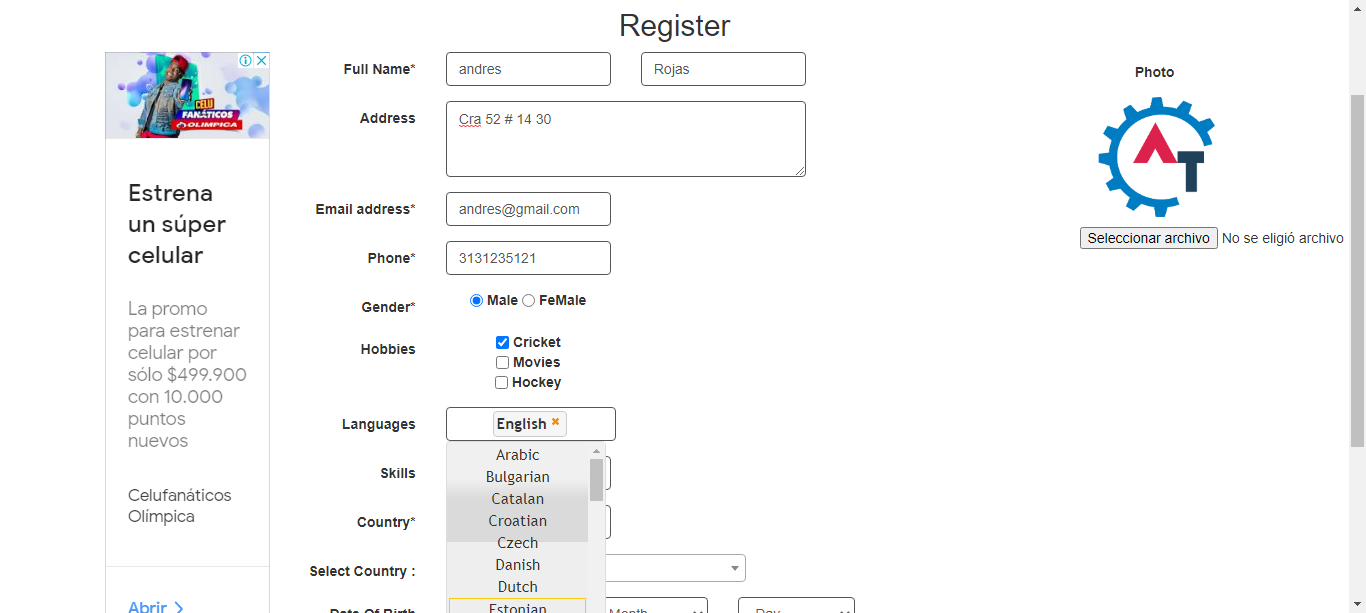 Register
CELU
FANÁTICOS
OLIMPICA
Estrena
un súper
celular
La promo
para estrenar
celular por
sólo $499.900
con 10.000
puntos
nuevos
Celufanáticos
Olímpica
Abrir
Full Name* andres Rojas
Address Cra 52 # 14 30
Email address* andres@gmail.com
Phone* 3131235121
Gender* Male FeMale
Hobbies Cricket
Movies
Hockey
Languages English
Arabic
Bulgarian
Catalan
Croatian
Czech
Danish
Dutch
Estonian
Skills
Country*
Select Country :
Date Of Birth Month Day
Photo
AT
Seleccionar archivo No se eligió archivo